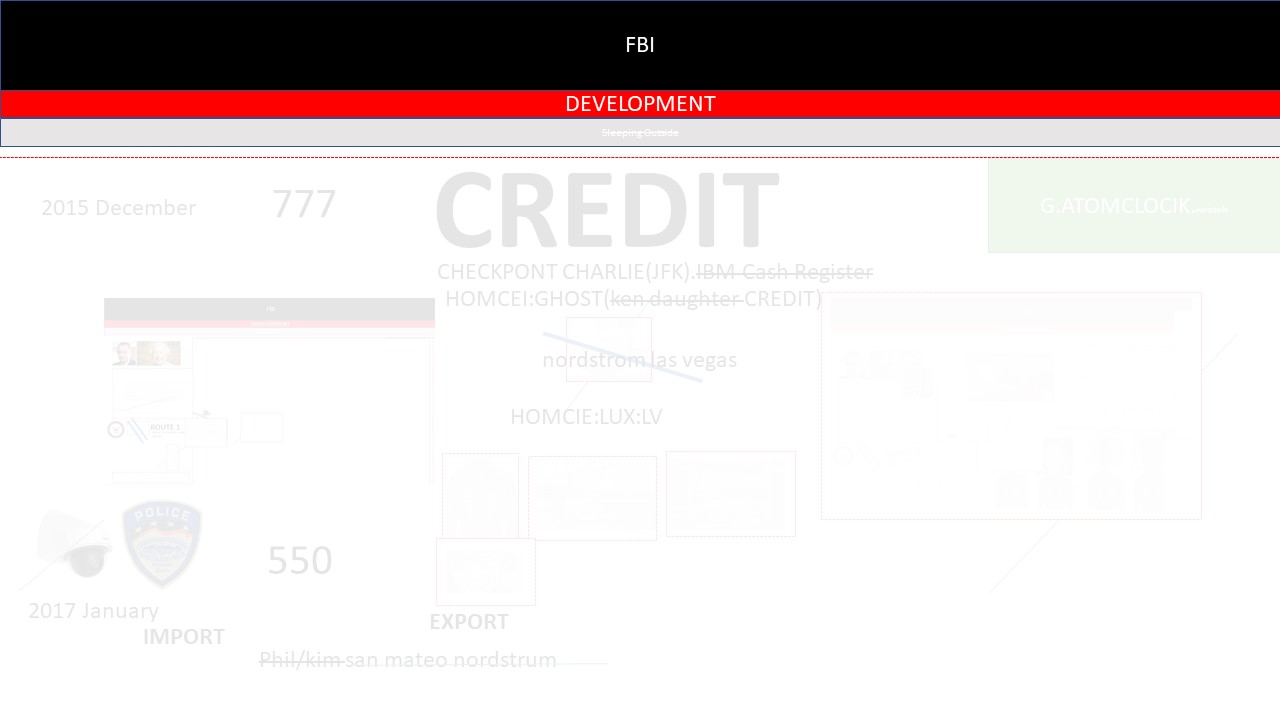 FBI
DEVELOPMENT
Sleeping Outside
2015 December
777
CREDIT
G.ATOMCLOCIK.
CHECKPONT CHARLIE(JFK).IBM Cash Register
HOMCEI:GHOST(ken daughter CREDIT)
nordstrom las vegas
HOMCIE:LUX:LV
ROUTE 1
POLICE
550
2017 January
IMPORT
EXPORT
Phil/kim san mateo nordstrum